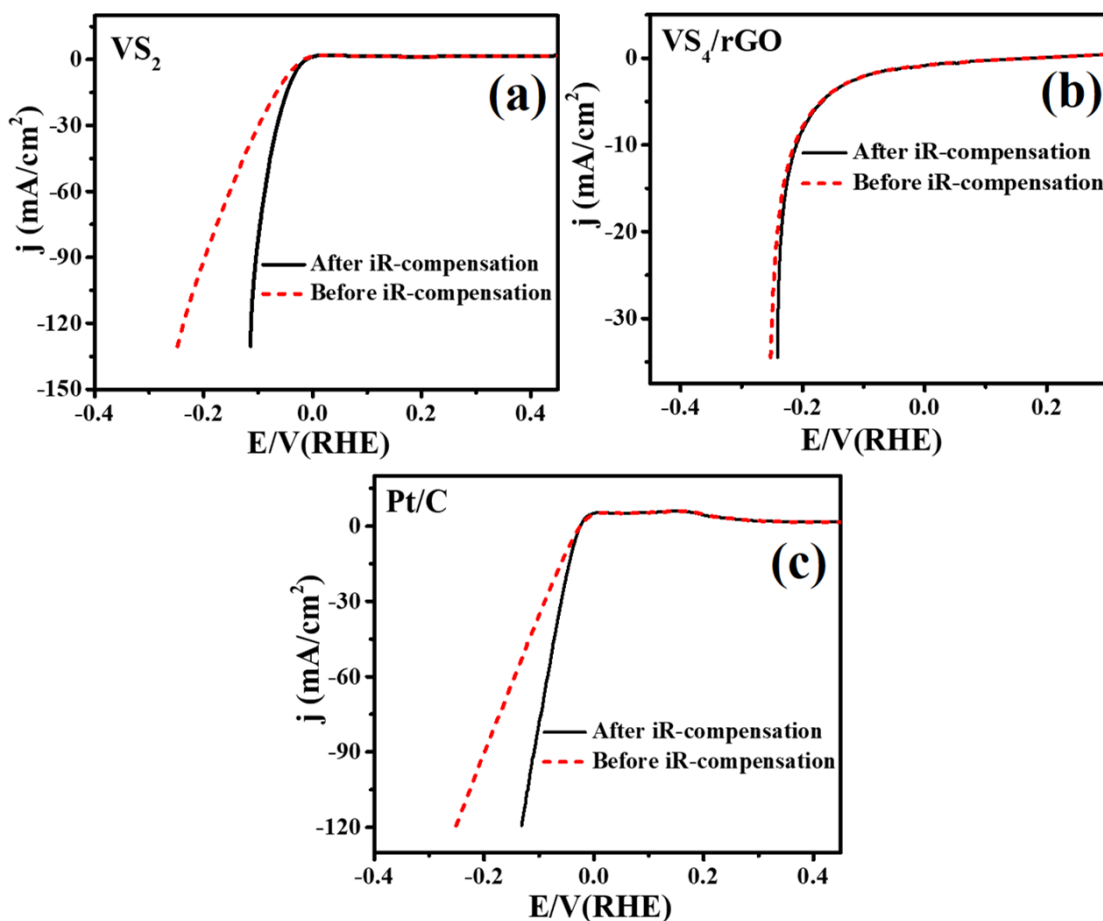 VS₂
(a)
0
-30
-60
-90
-120
-150
j (mA/cm²)
After iR-compensation
Before iR-compensation
-0.4
-0.2
0.0
0.2
0.4
E/V(RHE)
VS₄/rGO
(b)
0
-10
-20
-30
j (mA/cm²)
After iR-compensation
Before iR-compensation
-0.4
-0.2
0.0
0.2
E/V(RHE)
Pt/C
(c)
0
-30
-60
-90
-120
j (mA/cm²)
After iR-compensation
Before iR-compensation
-0.4
-0.2
0.0
0.2
0.4
E/V(RHE)